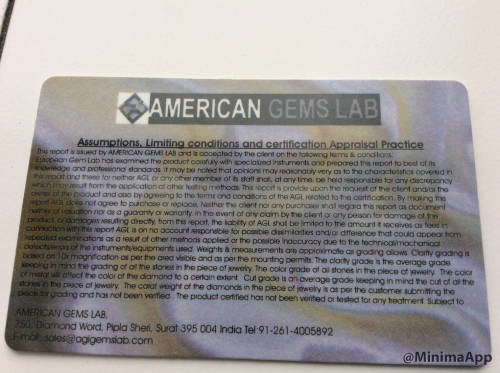 AMERICAN GEMS LAB
Assumptions, Limiting conditions and certification Appraisal Practice
This report is issued by AMERICAN GEMS LAB and is accepted by the client on the following terms & conditions.
European Gem Lab has examined the product carefully with specialized instruments and prepared this report to best of its
knowledge and professional standards. It may be noted that opinions may reasonably very as to the characteristics covered in
the report and there for neither AGL or any other member of its staff shall, at any time, be held responsible for any discrepancy
which may result from the application of other testing methods. This report is provide upon the request of the client and/or the
owner of the product and also by agreeing to the terms and conditions of the AGL related to the certification. By making this
report AGL does not agree to purchase or replace. Neither the client nor any purchaser shall regard this report as document
neither of valuation nor as a guaranty or warranty. In the event of any claim by the client or any person for damage of the
product, or damages resulting directly, from this report, the liability of AGL shall be limited to the amount it receives as fees in
connection with this report AGL is on no account responsible for possible dissimilarities and/or difference that could appear from
repeated examinations as a result of other methods applied or the possible inaccuracy due to the technical/mechanical
defects/errors of the instruments/equipments used. Weights & measurements are approximate as grading allows. Clarity grading is
based on 10x magnification as per the area visible and as per the mounting permits. The clarity grade is the average grade
keeping in mind the grading of all the stones in the piece of jewelry. The color grade of all stones in the piece of jewelry. The color
of metal will affect the color of the diamond to a certain extent. Cut grade is an average grade keeping in mind the cut of all the
stones in the piece of jewelry. The carat weight of the diamonds in the piece of jewelry is as per the customer submitting the
piece for grading and has not been verified. The product certified has not been verified or tested for any treatment. Subject to
AMERICAN GEMS LAB,
750, Diamond Word, Pipla Sheri, Surat 395 004 India Tel:91-261-4005892
E-mail: sales@aglgemslab.com
@MinimaApp